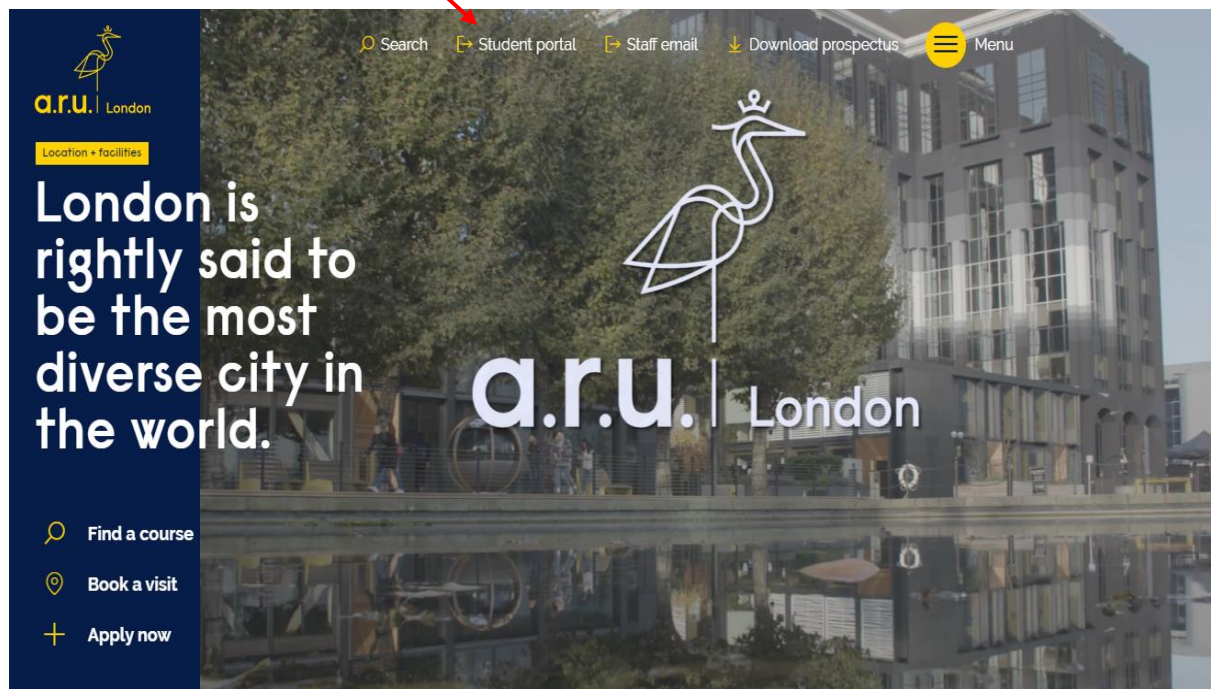 Search
Student portal
Staff email
Download prospectus
Menu
a.r.u. London
Location + facilities
London is
rightly said to
be the most
diverse city in
the world.
a.r.u. London
Find a course
Book a visit
Apply now